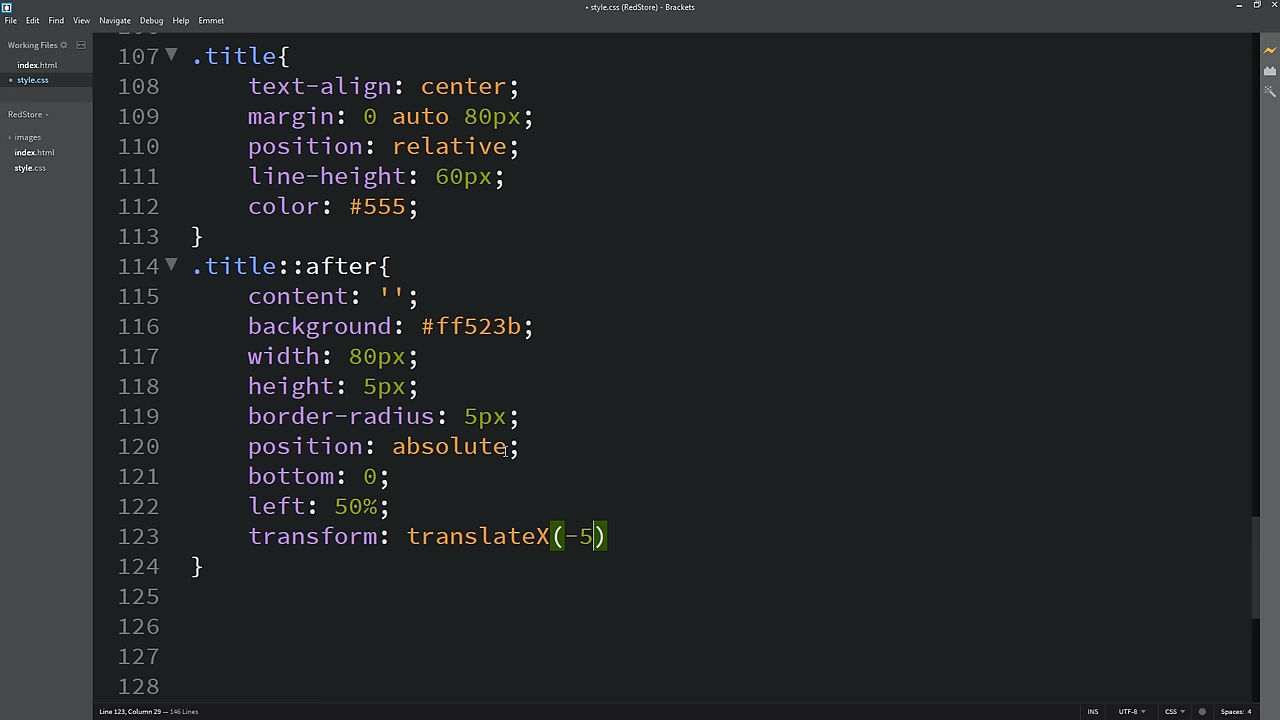 • style.css (RedStore) - Brackets
File Edit Find View Navigate Debug Help Emmet
Working Files
index.html
• style.css
RedStore
images
index.html
style.css
107 .title{
108 text-align: center;
109 margin: 0 auto 80px;
110 position: relative;
111 line-height: 60px;
112 color: #555;
113 }
114 .title::after{
115 content: '';
116 background: #ff523b;
117 width: 80px;
118 height: 5px;
119 border-radius: 5px;
120 position: absolute;
121 bottom: 0;
122 left: 50%;
123 transform: translateX(-5)
124 }
125
126
127
128
Line 123, Column 29 — 146 Lines
INS UTF-8 CSS Spaces: 4